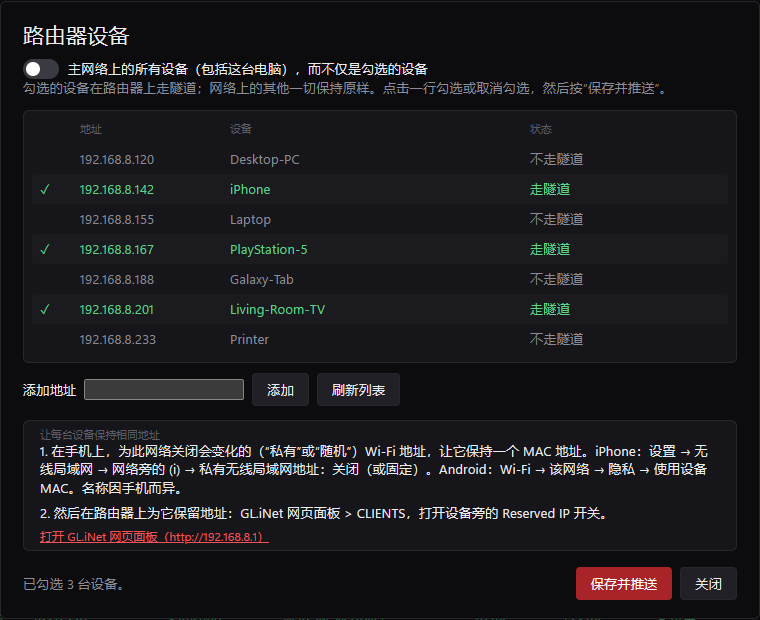 路由器设备
主网络上的所有设备（包括这台电脑），而不仅是勾选的设备
勾选的设备在路由器上走隧道；网络上的其他一切保持原样。点击一行勾选或取消勾选，然后按“保存并推送”。
地址 设备 状态
192.168.8.120 Desktop-PC 不走隧道
✓ 192.168.8.142 iPhone 走隧道
192.168.8.155 Laptop 不走隧道
✓ 192.168.8.167 PlayStation-5 走隧道
192.168.8.188 Galaxy-Tab 不走隧道
✓ 192.168.8.201 Living-Room-TV 走隧道
192.168.8.233 Printer 不走隧道
添加地址 添加 刷新列表
让每台设备保持相同地址
1. 在手机上，为此网络关闭会变化的（“私有”或“随机”）Wi-Fi 地址，让它保持一个 MAC 地址。iPhone：设置 → 无
线局域网 → 网络旁的 (i) → 私有无线局域网地址：关闭（或固定）。Android：Wi-Fi → 该网络 → 隐私 → 使用设备
MAC。名称因手机而异。
2. 然后在路由器上为它保留地址：GL.iNet 网页面板 > CLIENTS，打开设备旁的 Reserved IP 开关。
打开 GL.iNet 网页面板（http://192.168.8.1）
已勾选 3 台设备。 保存并推送 关闭